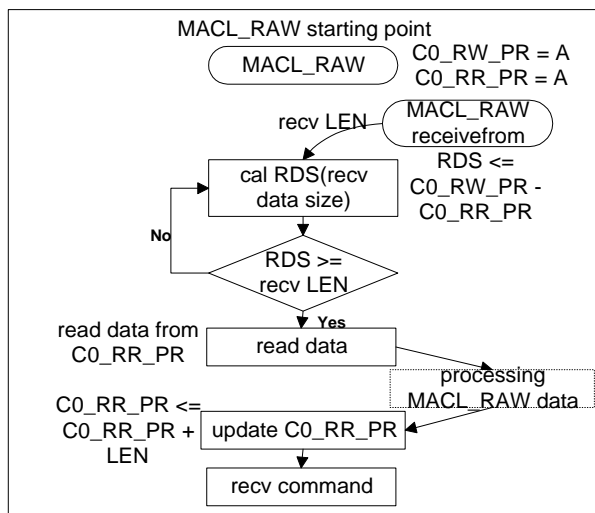 MACL_RAW starting point
MACL_RAW
C0_RW_PR = A
C0_RR_PR = A
recv LEN
MACL_RAW
receivefrom
cal RDS(recv
data size)
RDS <=
C0_RW_PR -
C0_RR_PR
No
RDS >=
recv LEN
Yes
read data from
C0_RR_PR
read data
processing
MACL_RAW data
C0_RR_PR <=
C0_RR_PR +
LEN
update C0_RR_PR
recv command